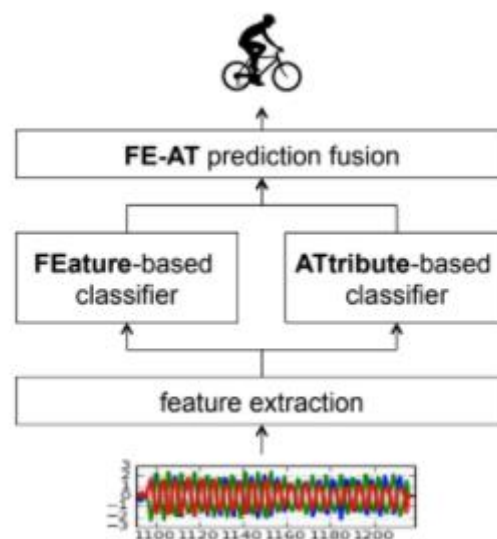 FE-AT prediction fusion
FEature-based
classifier
ATtribute-based
classifier
feature extraction
1100 1120 1140 1160 1180 1200